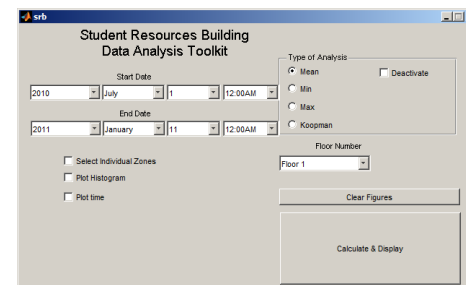 srb
Student Resources Building
Data Analysis Toolkit
Start Date
2010 July 1 12:00AM
End Date
2011 January 11 12:00AM
Select Individual Zones
Plot Histogram
Plot time
Type of Analysis
Mean Deactivate
Min
Max
Koopman
Floor Number
Floor 1
Clear Figures
Calculate & Display